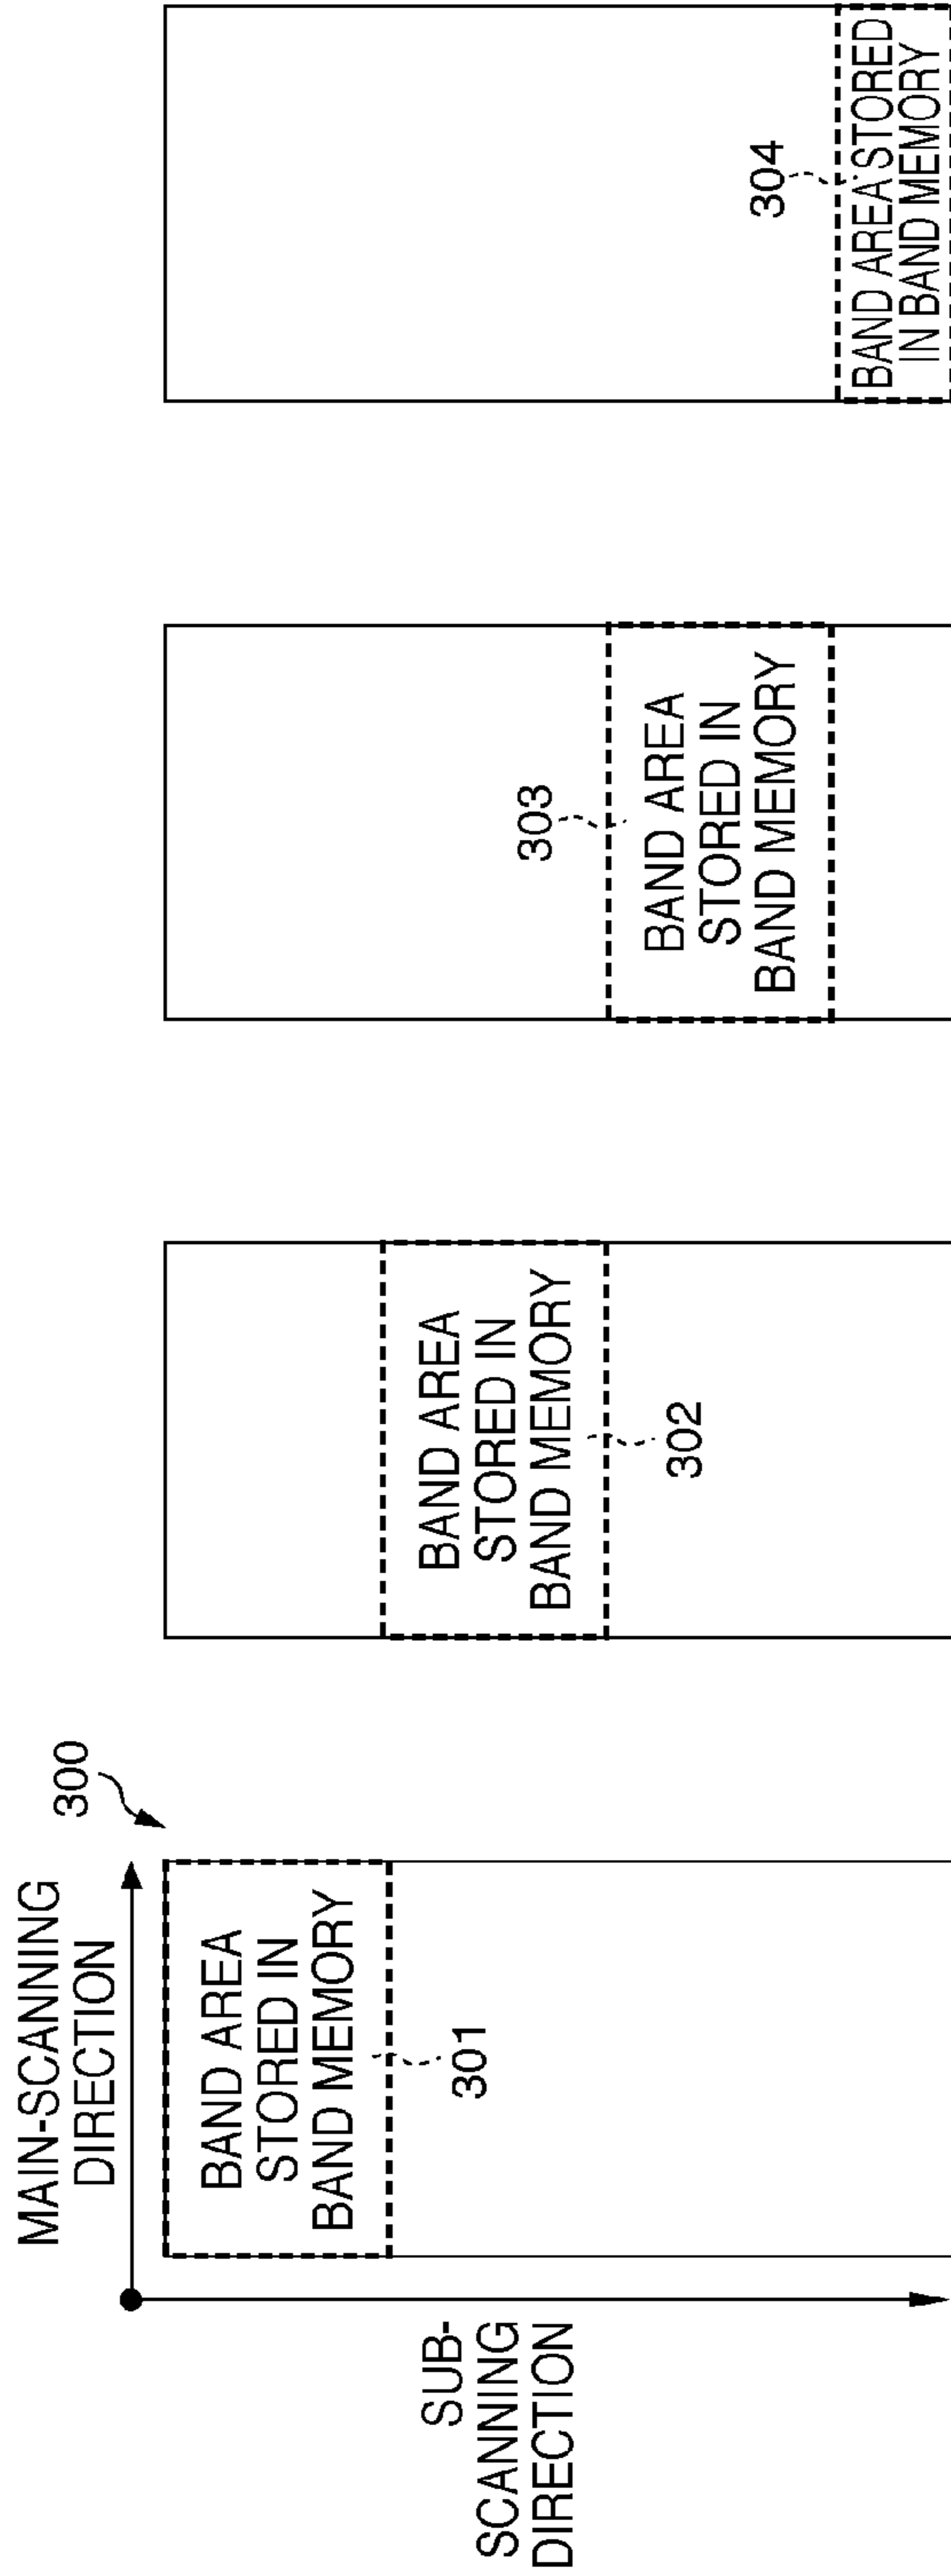 MAIN-SCANNING
DIRECTION
300
SUB-
SCANNING
DIRECTION
BAND AREA
STORED IN
BAND MEMORY
301
BAND AREA
STORED IN
BAND MEMORY
302
303
BAND AREA
STORED IN
BAND MEMORY
304
BAND AREA STORED
IN BAND MEMORY